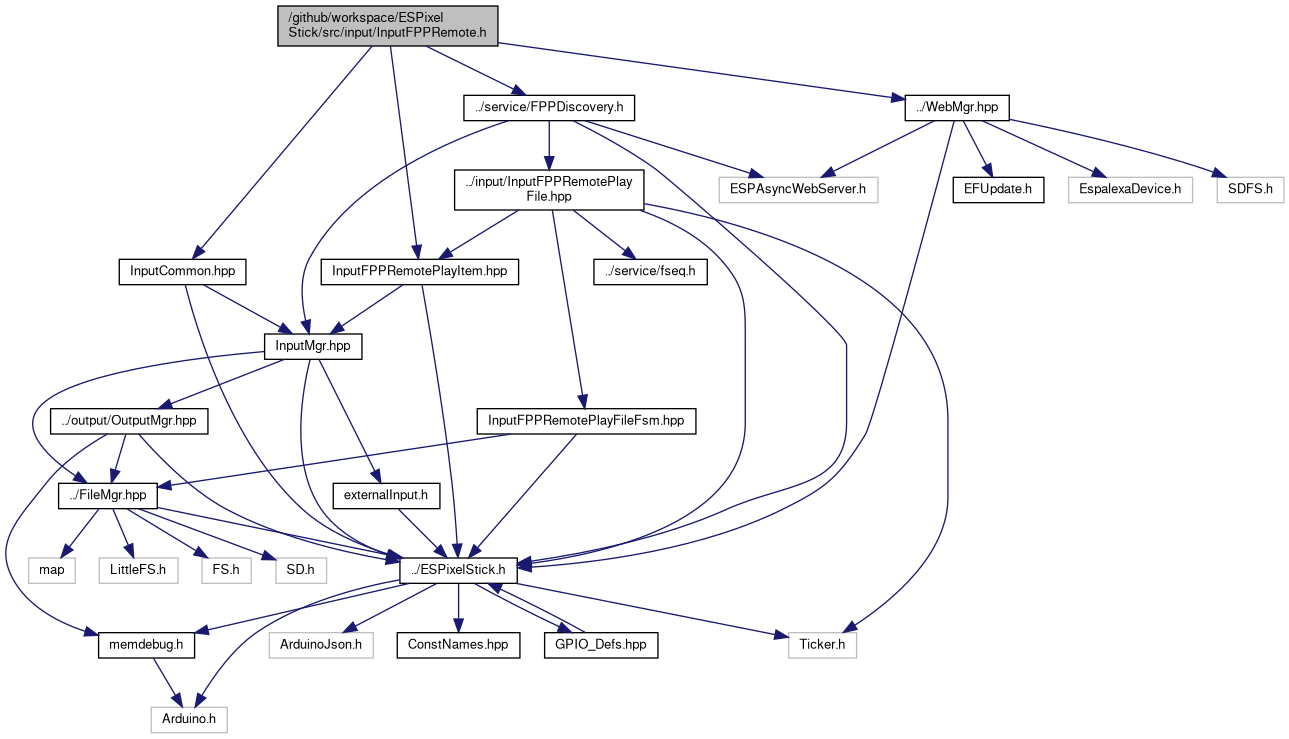 /github/workspace/ESPixel
Stick/src/input/InputFPPRemote.h
../service/FPPDiscovery.h
../WebMgr.hpp
../input/InputFPPRemotePlay
File.hpp
ESPAsyncWebServer.h
EFUpdate.h
EspalexaDevice.h
SDFS.h
InputCommon.hpp
InputFPPRemotePlayItem.hpp
../service/fseq.h
InputMgr.hpp
../output/OutputMgr.hpp
InputFPPRemotePlayFileFsm.hpp
../FileMgr.hpp
externalInput.h
map
LittleFS.h
FS.h
SD.h
../ESPixelStick.h
memdebug.h
ArduinoJson.h
ConstNames.hpp
GPIO_Defs.hpp
Ticker.h
Arduino.h